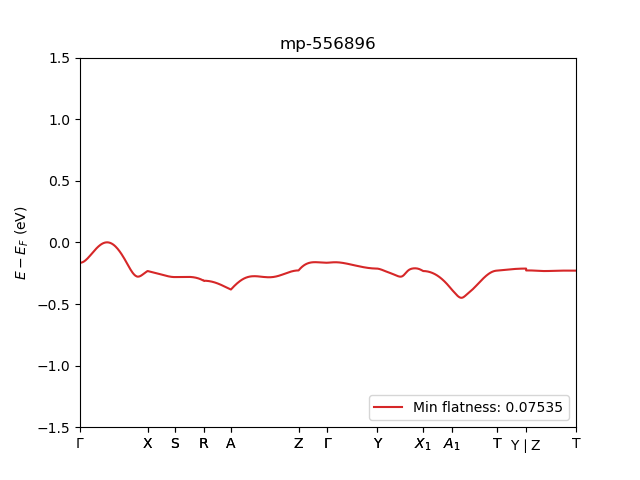 mp-556896
E − E_F (eV)
1.5
1.0
0.5
0.0
−0.5
−1.0
−1.5
Min flatness: 0.07535
Γ X S R A Z Γ Y X_1 A_1 T Y | Z T